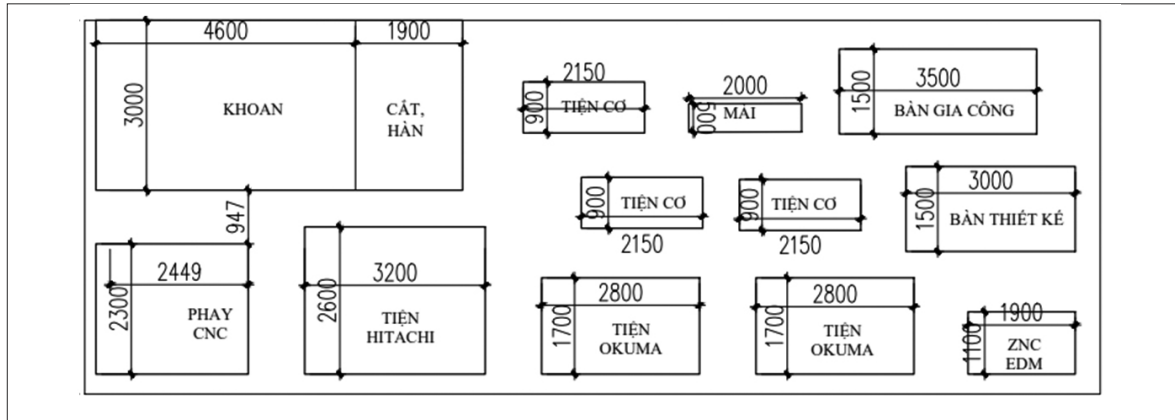 4600
1900
3000
KHOAN
CẮT,
HÀN
2150
900
TIỆN CƠ
2000
500
MÀI
3500
1500
BÀN GIA CÔNG
900
TIỆN CƠ
2150
900
TIỆN CƠ
2150
3000
1500
BÀN THIẾT KẾ
947
2449
2300
PHAY
CNC
3200
2600
TIỆN
HITACHI
2800
1700
TIỆN
OKUMA
2800
1700
TIỆN
OKUMA
1900
1100
ZNC
EDM